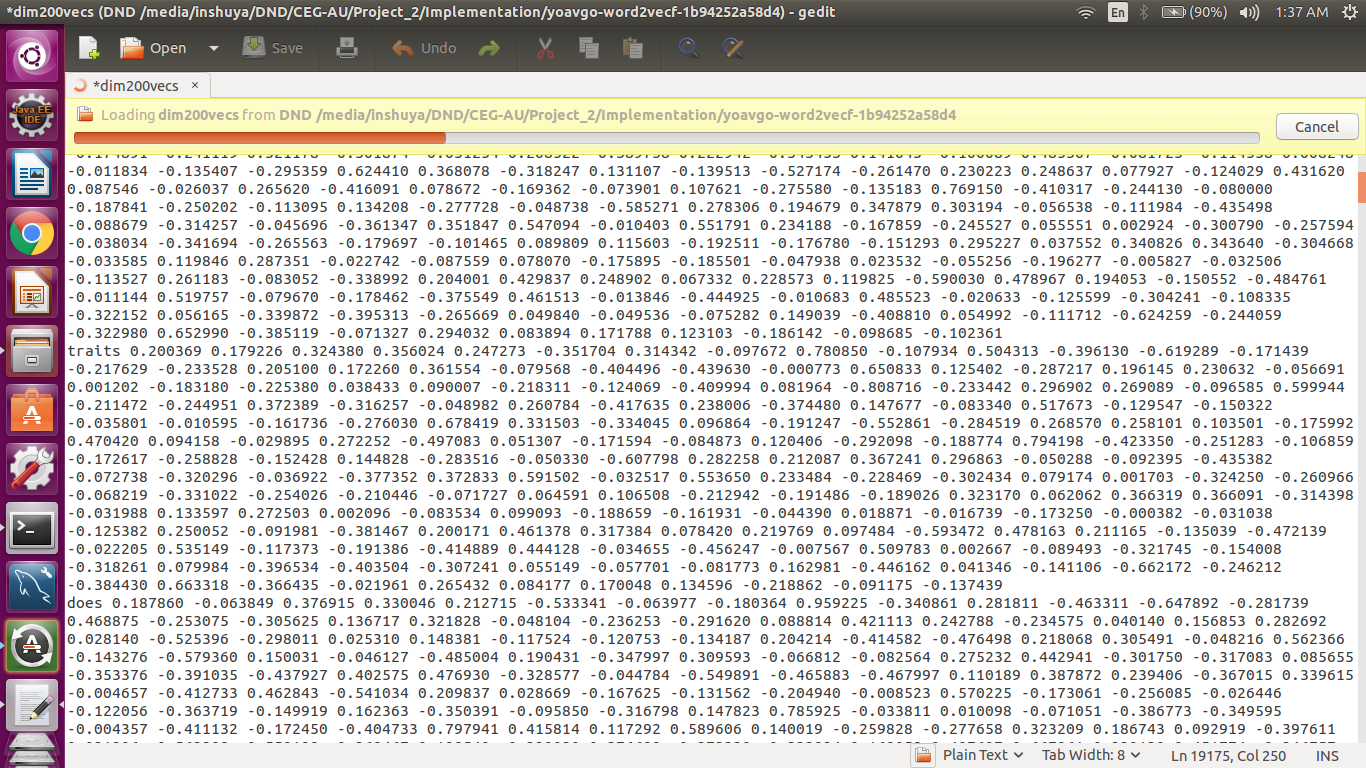 *dim200vecs (DND /media/inshuya/DND/CEG-AU/Project_2/Implementation/yoavgo-word2vecf-1b94252a58d4) - gedit
En
(90%)
1:37 AM
Open
Save
Undo
Java EE
IDE
*dim200vecs ×
Loading dim200vecs from DND /media/inshuya/DND/CEG-AU/Project_2/Implementation/yoavgo-word2vecf-1b94252a58d4
Cancel
-0.011834 -0.135407 -0.295359 0.624410 0.368078 -0.318247 0.131107 -0.139513 -0.527174 -0.261470 0.230223 0.248637 0.077927 -0.124029 0.431620
0.087546 -0.026037 0.265620 -0.416091 0.078672 -0.169362 -0.073901 0.107621 -0.275580 -0.135183 0.769150 -0.410317 -0.244130 -0.080000
-0.187841 -0.250202 -0.113095 0.134208 -0.277728 -0.048738 -0.585271 0.278306 0.194679 0.347879 0.303194 -0.056538 -0.111984 -0.435498
-0.088679 -0.314257 -0.045696 -0.361347 0.351847 0.547094 -0.010403 0.551791 0.234188 -0.167859 -0.245527 0.055551 0.002924 -0.300790 -0.257594
-0.038034 -0.341694 -0.265563 -0.179697 -0.101465 0.089809 0.115603 -0.192311 -0.176780 -0.151293 0.295227 0.037552 0.340826 0.343640 -0.304668
-0.033585 0.119846 0.287351 -0.022742 -0.087559 0.078070 -0.175895 -0.185501 -0.047938 0.023532 -0.055256 -0.196277 -0.005827 -0.032506
-0.113527 0.261183 -0.083052 -0.338992 0.204001 0.429837 0.248902 0.067332 0.228573 0.119825 -0.590030 0.478967 0.194053 -0.150552 -0.484761
-0.011144 0.519757 -0.079670 -0.178462 -0.375549 0.461513 -0.013846 -0.444925 -0.010683 0.483523 -0.020633 -0.125599 -0.304241 -0.108335
-0.322152 0.056165 -0.339872 -0.395313 -0.265669 0.049840 -0.049536 -0.075282 0.149039 -0.408810 0.054992 -0.111712 -0.624259 -0.244059
-0.322980 0.652990 -0.385119 -0.071327 0.294032 0.083894 0.171788 0.123103 -0.186142 -0.098685 -0.102361
traits 0.200369 0.179226 0.324380 0.356024 0.247273 -0.351704 0.314342 -0.097672 0.780850 -0.107934 0.504313 -0.396130 -0.619289 -0.171439
-0.217629 -0.233528 0.205100 0.172260 0.361554 -0.079568 -0.404496 -0.439630 -0.000773 0.650833 0.125402 -0.287217 0.196145 0.230632 -0.056691
0.001202 -0.183180 -0.225380 0.038433 0.090007 -0.218311 -0.124069 -0.409994 0.081964 -0.808716 -0.233442 0.296902 0.269089 -0.096585 0.599944
-0.211472 -0.244951 0.372389 -0.316257 -0.048982 0.260784 -0.417635 0.238606 -0.374480 0.147677 -0.083340 0.517673 -0.129547 -0.150322
-0.035801 -0.010595 -0.161736 -0.276030 0.678419 0.331503 -0.334045 0.096864 -0.191247 -0.552861 -0.284519 0.268570 0.258101 0.103501 -0.175992
0.470420 0.094158 -0.029895 0.272252 -0.497083 0.051307 -0.171594 -0.084873 0.120406 -0.292098 -0.188774 0.794198 -0.423350 -0.251283 -0.106859
-0.172617 -0.258828 -0.152428 0.144828 -0.236316 -0.050330 -0.607798 0.282258 0.212087 0.367241 0.296863 -0.050288 -0.092395 -0.435382
-0.072738 -0.320296 -0.036922 -0.377352 0.372833 0.591502 -0.032517 0.553630 0.233484 -0.228469 -0.302434 0.079174 0.001703 -0.324250 -0.260966
-0.068219 -0.331022 -0.254026 -0.210446 -0.071727 0.064591 0.106508 -0.212942 -0.191486 -0.189026 0.323170 0.062062 0.366319 0.366091 -0.314398
-0.031988 0.133597 0.272503 0.002096 -0.083534 0.099093 -0.188659 -0.161931 -0.044390 0.018871 -0.016739 -0.173250 -0.000382 -0.031038
-0.125382 0.250052 -0.091981 -0.381467 0.200171 0.461378 0.317384 0.078420 0.219769 0.097484 -0.593472 0.478163 0.211165 -0.135039 -0.472139
-0.022205 0.535149 -0.117373 -0.191386 -0.414889 0.444128 -0.034655 -0.456247 -0.007567 0.509783 0.002667 -0.089493 -0.321745 -0.154008
-0.318261 0.079984 -0.396534 -0.403504 -0.307241 0.055149 -0.057701 -0.081773 0.162981 -0.446162 0.041346 -0.141106 -0.662172 -0.246212
-0.384430 0.663318 -0.366435 -0.021961 0.265432 0.084177 0.170048 0.134596 -0.218862 -0.091175 -0.137439
does 0.187860 -0.063849 0.376915 0.330046 0.212715 -0.533341 -0.063977 -0.180364 0.959225 -0.340861 0.281811 -0.463311 -0.647892 -0.281739
0.468875 -0.253075 -0.305625 0.136717 0.321828 -0.048104 -0.236253 -0.291620 0.088814 0.421113 0.242788 -0.234575 0.040140 0.156853 0.282692
0.028140 -0.525396 -0.298011 0.025310 0.148381 -0.117524 -0.120753 -0.134187 0.204214 -0.414582 -0.476498 0.218068 0.305491 -0.048216 0.562366
-0.143276 -0.579360 0.150031 -0.046127 -0.485004 0.190431 -0.347997 0.301928 -0.066812 -0.082564 0.275232 0.442941 -0.301750 -0.317083 0.085655
-0.353376 -0.391035 -0.437927 0.402575 0.476930 -0.328577 -0.044784 -0.549891 -0.465883 -0.467997 0.110189 0.387872 0.239406 -0.367015 0.339615
-0.004657 -0.412733 0.462843 -0.541034 0.209837 0.028669 -0.167625 -0.131562 -0.204940 -0.008523 0.570225 -0.173061 -0.256085 -0.026446
-0.122056 -0.363719 -0.149919 0.162363 -0.353591 -0.095850 -0.316798 0.147232 0.785925 -0.033811 0.010098 -0.071051 -0.386773 -0.349595
-0.004357 -0.411132 -0.172450 -0.404733 0.797941 0.415814 0.117292 0.589606 0.140019 -0.259828 -0.277658 0.323209 0.186743 0.092919 -0.397611
Plain Text
Tab Width: 8
Ln 19175, Col 250
INS